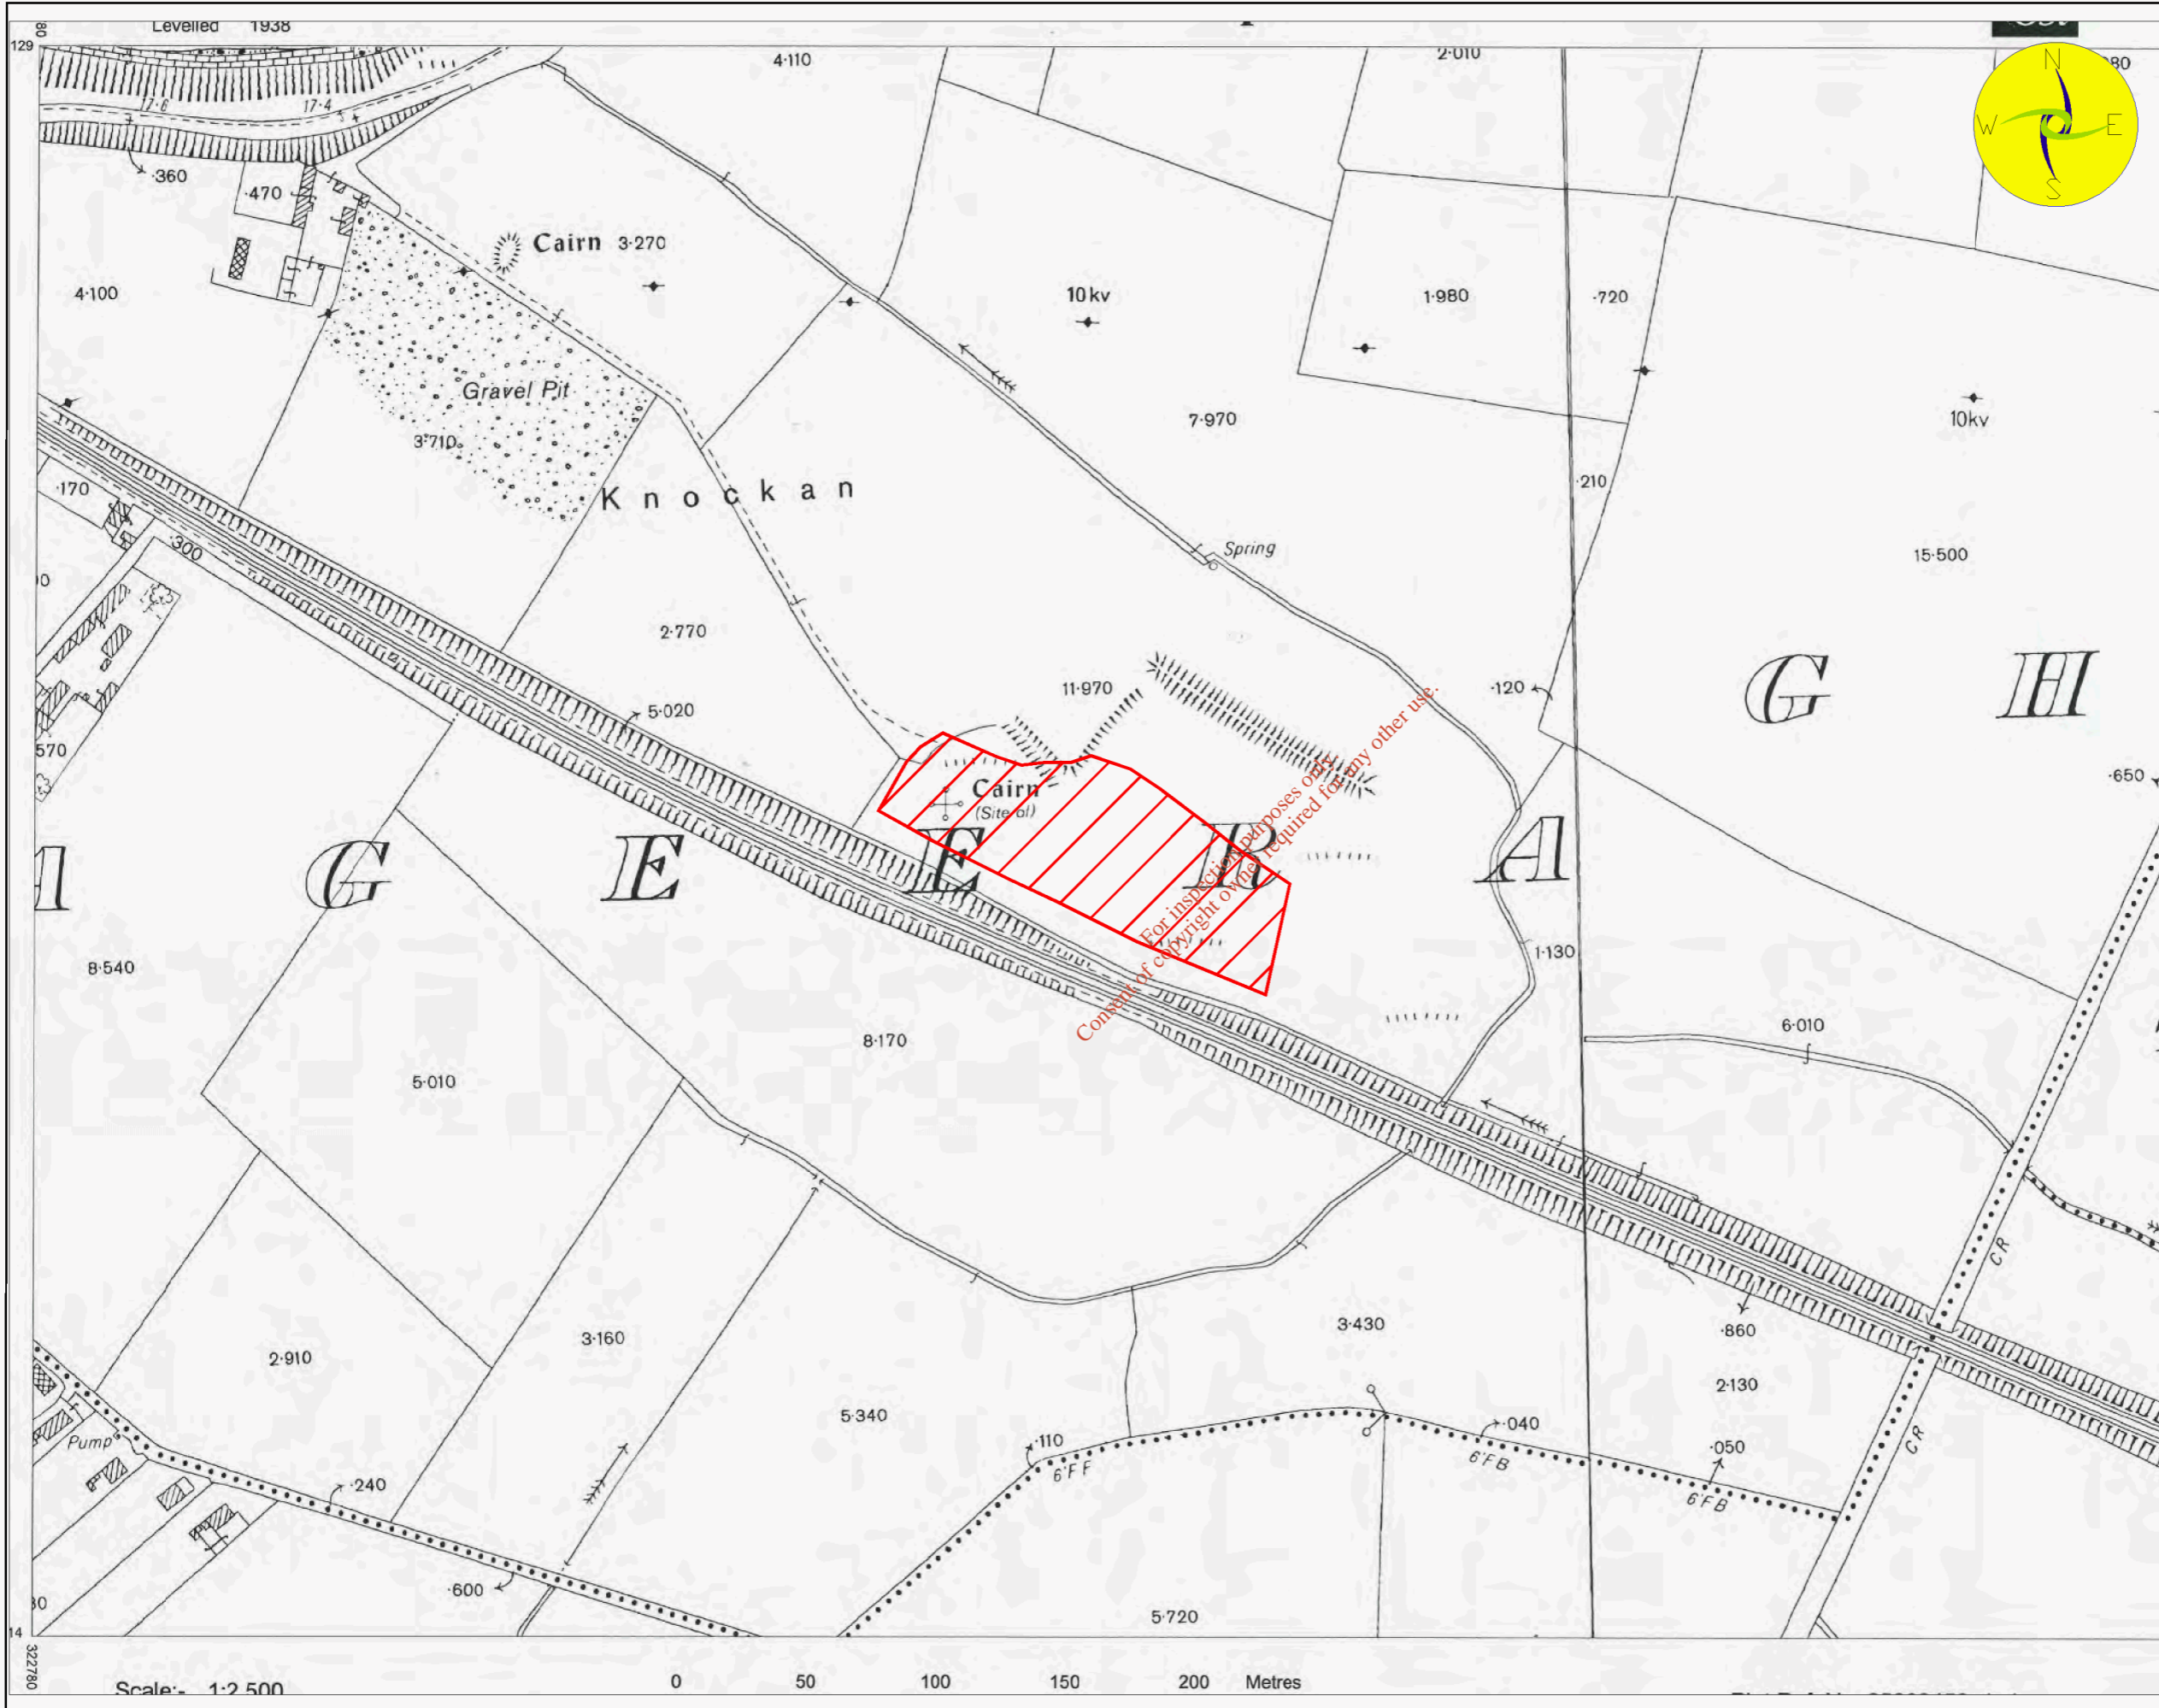 Levelled 1938
129
80
4·110
2·010
N
W
E
S
80
17·6
17·4
·360
·470
Cairn 3·270
4·100
10kv
1·980
·720
Gravel Pit
3·710
7·970
10kv
·170
Knockan
·210
·300
Spring
15·500
2·770
11·970
·120
G H
5·020
570
·650
Cairn
(Site of)
G E E R A
8·540
1·130
For inspection purposes only.
Consent of copyright owner required for any other use.
8·170
6·010
5·010
CR
3·160
3·430
·860
2·910
2·130
5·340
·040
CR
Pump
·110
6'FF
6'FB
·050
·240
6'FB
·600
5·720
14
3227880
0 50 100 150 200 Metres
Scale:- 1:2,500